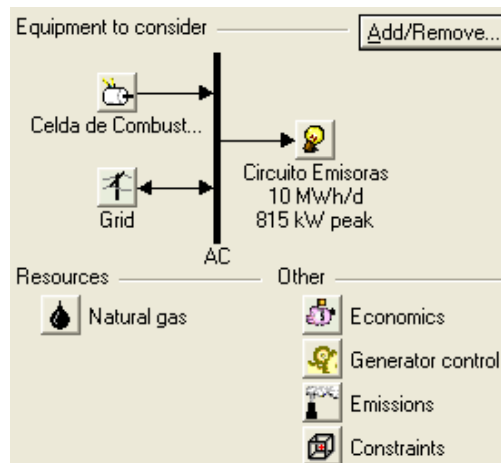 Equipment to consider
Add/Remove...
Celda de Combust...
Circuito Emisoras
10 MWh/d
815 kW peak
Grid
AC
Resources
Other
Natural gas
Economics
Generator control
Emissions
Constraints